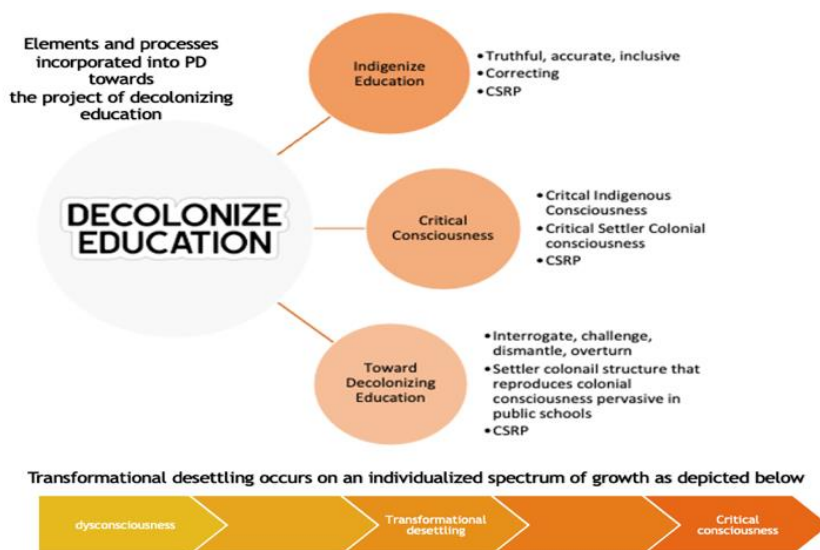 Elements and processes
incorporated into PD
towards
the project of decolonizing
education
DECOLONIZE
EDUCATION
Indigenize
Education
•Truthful, accurate, inclusive
•Correcting
•CSRP
Critical
Consciousness
•Critcal Indigenous
Consciousness
•Critical Settler Colonial
consciousness
•CSRP
Toward
Decolonizing
Education
•Interrogate, challenge,
dismantle, overturn
•Settler colonail structure that
reproduces colonial
consciousness pervasive in
public schools
•CSRP
Transformational desettling occurs on an individualized spectrum of growth as depicted below
dysconsciousness
Transformational
desettling
Critical
consciousness